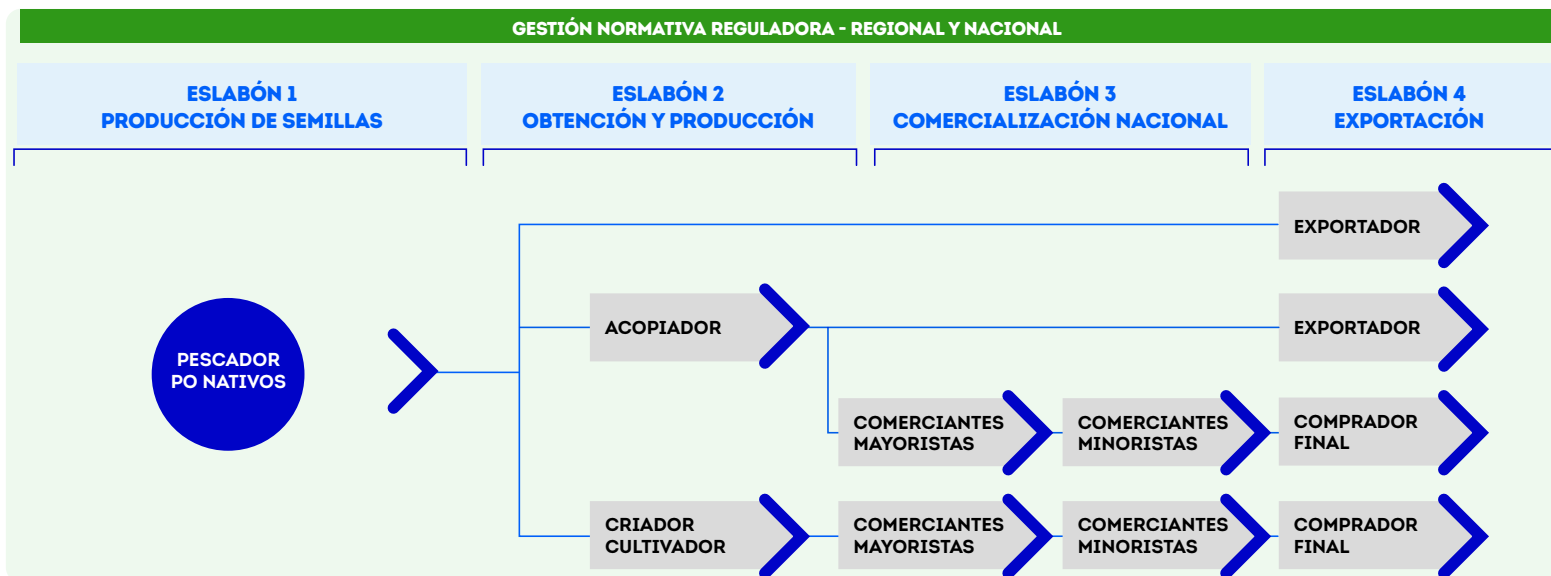 GESTIÓN NORMATIVA REGULADORA - REGIONAL Y NACIONAL
ESLABÓN 1
PRODUCCIÓN DE SEMILLAS
ESLABÓN 2
OBTENCIÓN Y PRODUCCIÓN
ESLABÓN 3
COMERCIALIZACIÓN NACIONAL
ESLABÓN 4
EXPORTACIÓN
PESCADOR
PO NATIVOS
EXPORTADOR
ACOPIADOR
EXPORTADOR
COMERCIANTES
MAYORISTAS
COMERCIANTES
MINORISTAS
COMPRADOR
FINAL
CRIADOR
CULTIVADOR
COMERCIANTES
MAYORISTAS
COMERCIANTES
MINORISTAS
COMPRADOR
FINAL